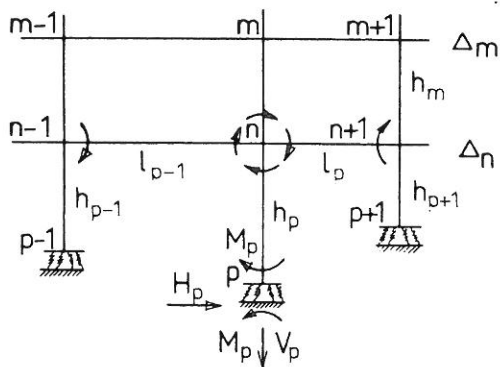 m-1 m m+1 Δm
hm
n-1 n n+1 Δn
lp-1 lp
hp-1 hp hp+1
p-1 p+1
Mp
p
Hp
Mp Vp